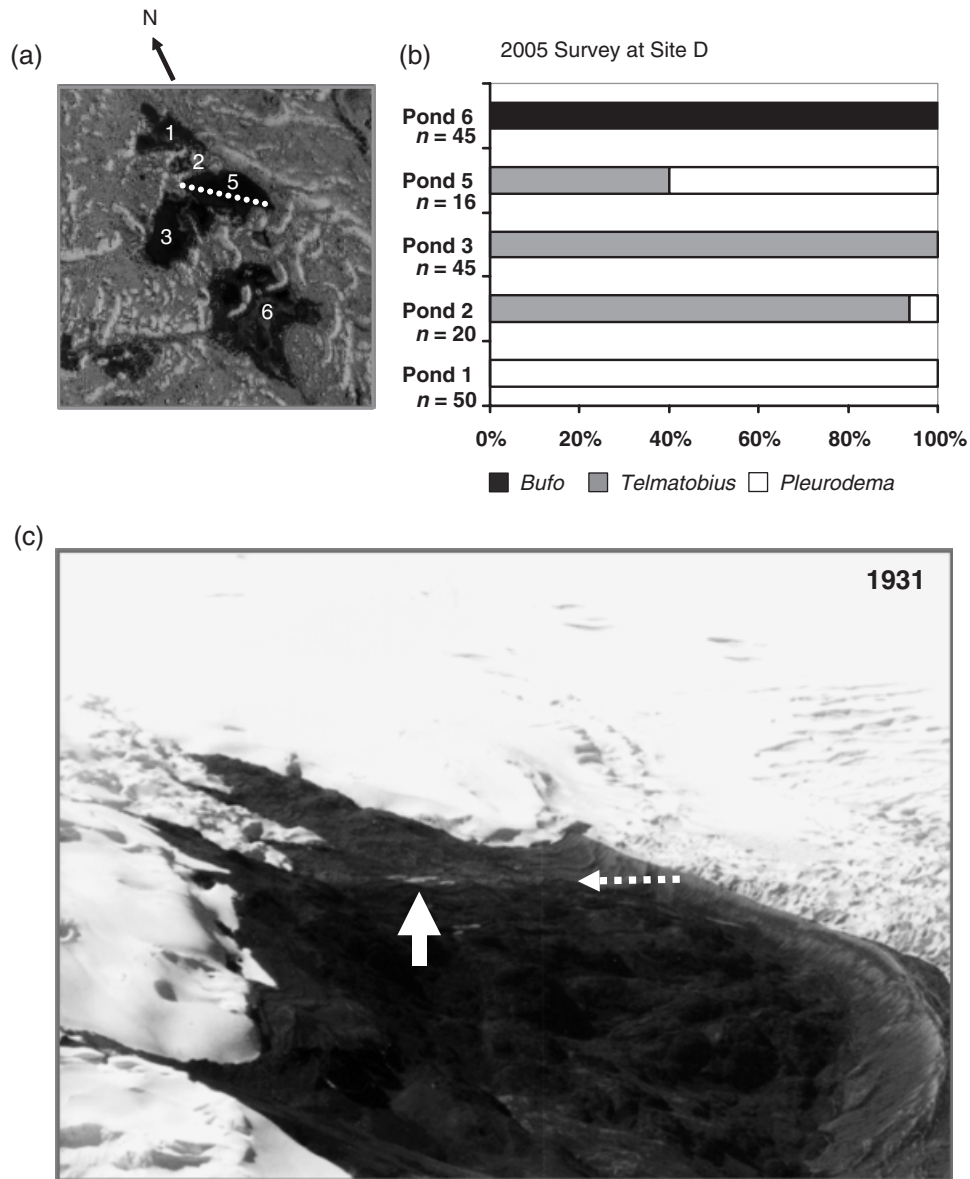 N
(a)
1
2
5
3
6
(b)
2005 Survey at Site D
Pond 6
n = 45
Pond 5
n = 16
Pond 3
n = 45
Pond 2
n = 20
Pond 1
n = 50
0% 20% 40% 60% 80% 100%
Bufo Telmatobius Pleurodema
(c)
1931